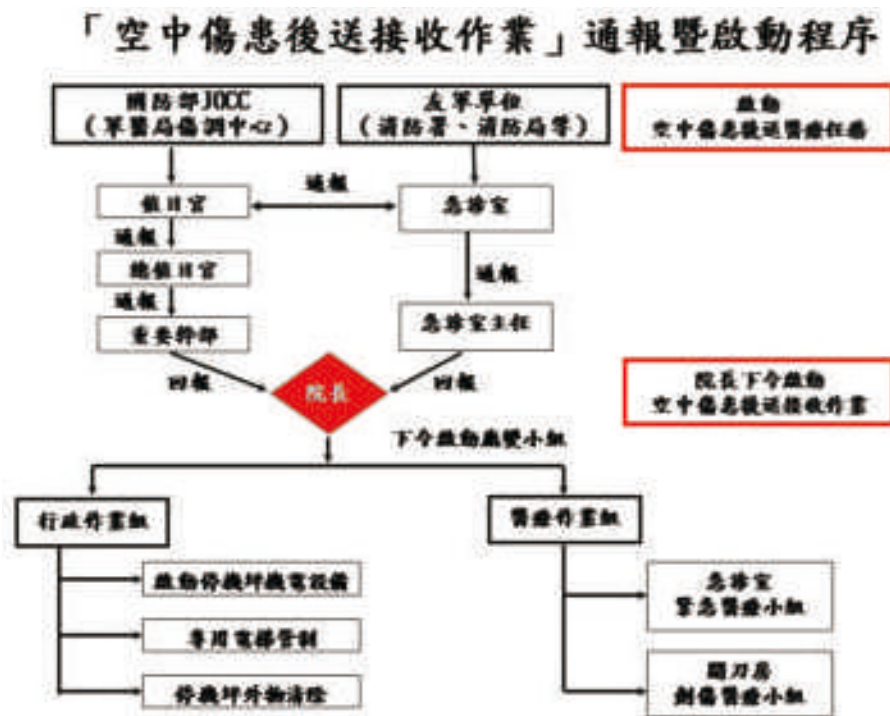 「空中傷患後送接收作業」通報暨啟動程序
國防部JOCC
(軍醫局傷調中心)
友軍單位
(消防署、消防局等)
啟動
空中傷患後送醫療任務
值日官
通報
急診室
通報
總值日官
通報
通報
重要幹部
急診室主任
回報
院長
回報
院長下令啟動
空中傷患後送接收作業
下令啟動應變小組
行政作業組
醫療作業組
啟動停機坪機電設備
專用電梯管制
停機坪外物清除
急診室
緊急醫療小組
開刀房
創傷醫療小組